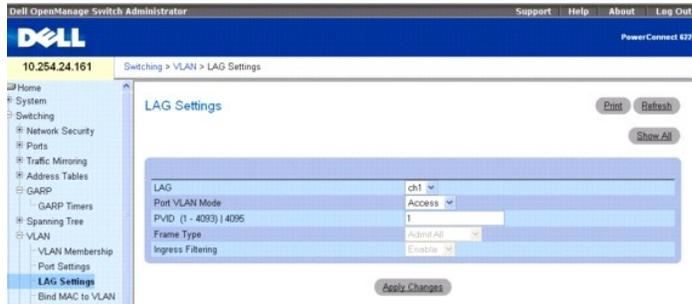 Dell OpenManage Switch Administrator
Support Help About Log Out
DELL
PowerConnect 622
10.254.24.161
Switching > VLAN > LAG Settings
Home
System
Switching
Network Security
Ports
Traffic Mirroring
Address Tables
GARP
GARP Timers
Spanning Tree
VLAN
VLAN Membership
Port Settings
LAG Settings
Bind MAC to VLAN
LAG Settings
Print Refresh
Show All
LAG ch1
Port VLAN Mode Access
PVID (1 - 4093) | 4095 1
Frame Type Admit All
Ingress Filtering Enable
Apply Changes